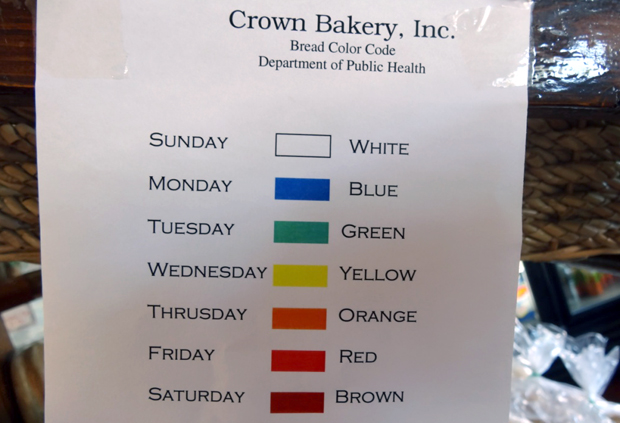 Crown Bakery, Inc.
Bread Color Code
Department of Public Health
SUNDAY WHITE
MONDAY BLUE
TUESDAY GREEN
WEDNESDAY YELLOW
THRUSDAY ORANGE
FRIDAY RED
SATURDAY BROWN